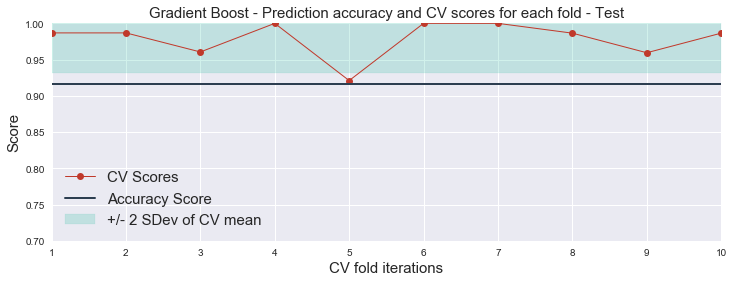 Gradient Boost - Prediction accuracy and CV scores for each fold - Test
1.00
0.95
0.90
0.85
0.80
0.75
0.70
Score
CV Scores
Accuracy Score
+/- 2 SDev of CV mean
1 2 3 4 5 6 7 8 9 10
CV fold iterations